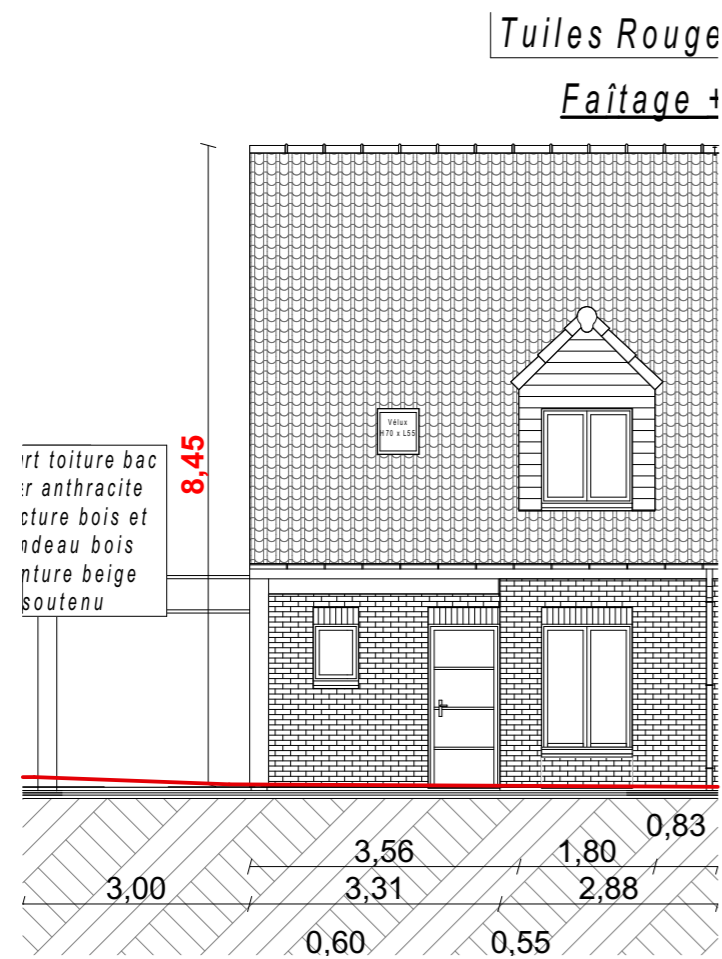 Tuiles Rouge
Faîtage +
8,45
Vélux
H70 x L55
rt toiture bac
r anthracite
cture bois et
ndeau bois
nture beige
soutenu
0,83
3,56 1,80
3,00 3,31 2,88
0,60 0,55